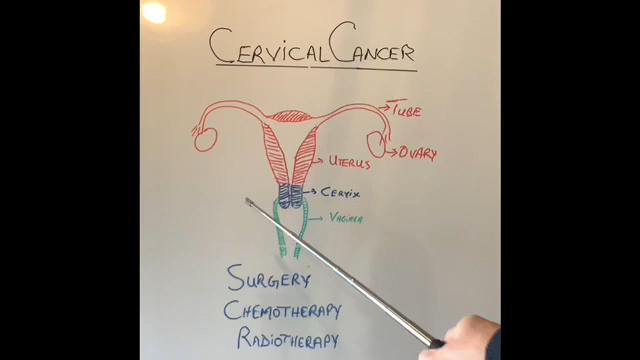 CERVICAL CANCER
TUBE
OVARY
UTERUS
CERVIX
VAGINA
SURGERY
CHEMOTHERAPY
RADIOTHERAPY